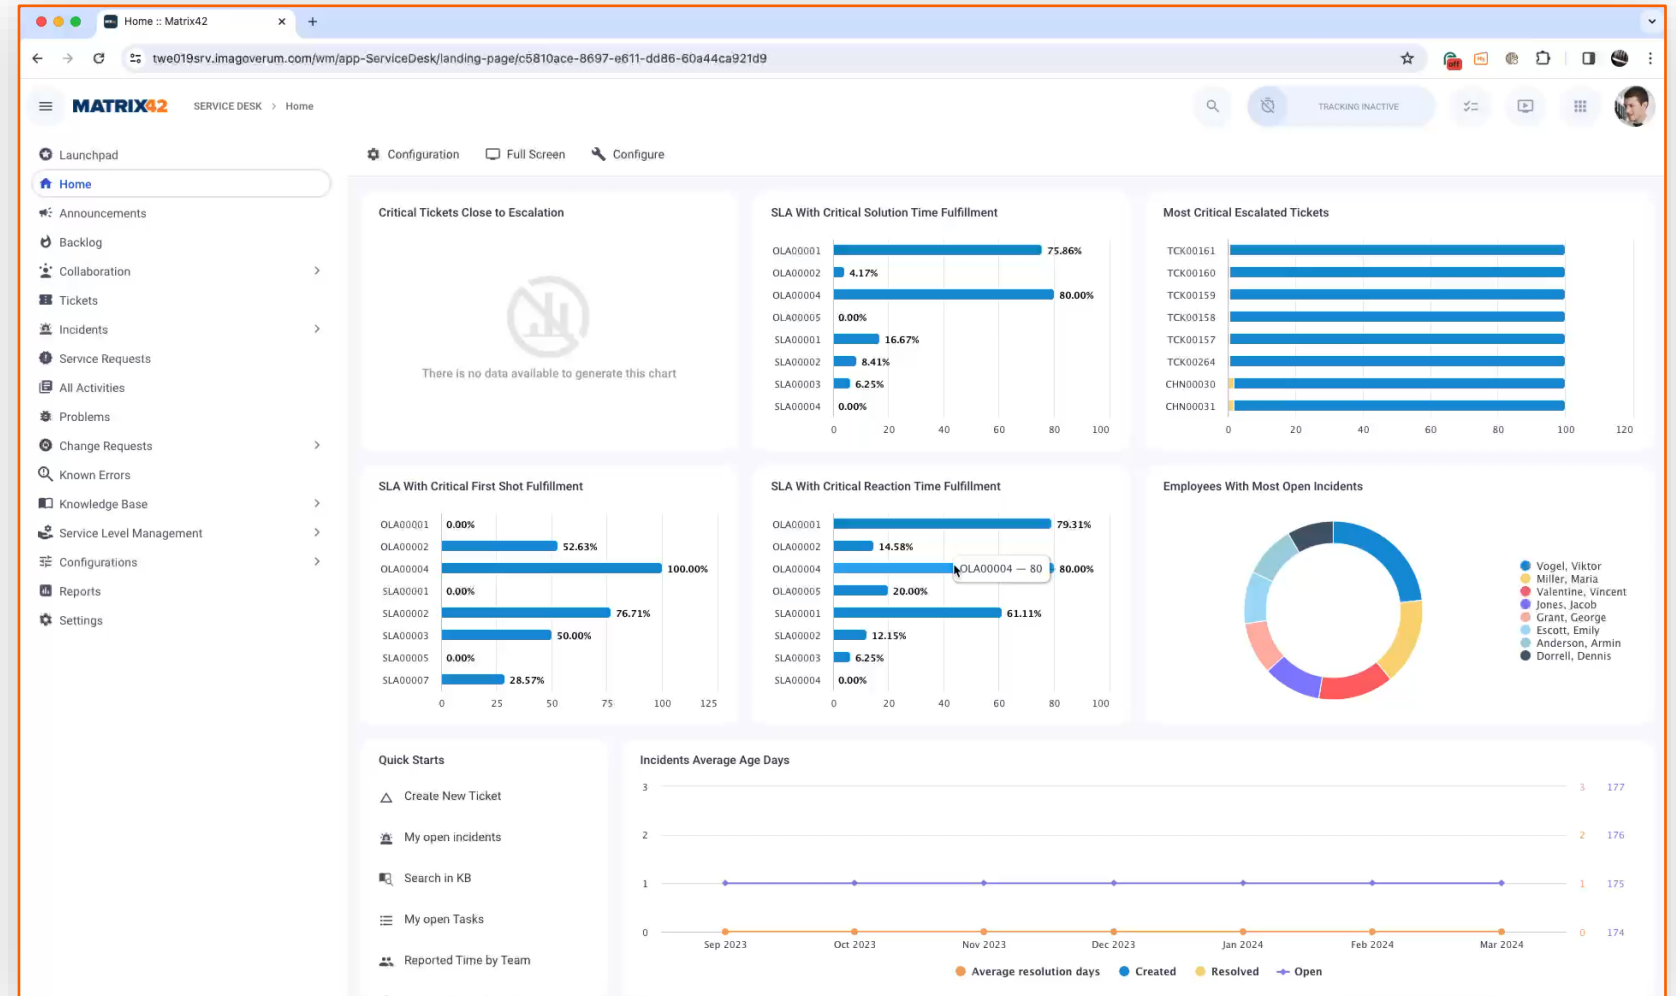 Home :: Matrix42
twe019srv.imagoverum.com/wm/app-ServiceDesk/landing-page/c5810ace-8697-e611-dd86-60a44ca921d9
off
MATRIX42
SERVICE DESK > Home
TRACKING INACTIVE
Launchpad
Home
Announcements
Backlog
Collaboration
Tickets
Incidents
Service Requests
All Activities
Problems
Change Requests
Known Errors
Knowledge Base
Service Level Management
Configurations
Reports
Settings
Configuration
Full Screen
Configure
Critical Tickets Close to Escalation
There is no data available to generate this chart
SLA With Critical Solution Time Fulfillment
OLA00001 75.86%
OLA00002 4.17%
OLA00004 80.00%
OLA00005 0.00%
SLA00001 16.67%
SLA00002 8.41%
SLA00003 6.25%
SLA00004 0.00%
0 20 40 60 80 100
Most Critical Escalated Tickets
TCK00161
TCK00160
TCK00159
TCK00158
TCK00157
TCK00264
CHN00030
CHN00031
0 20 40 60 80 100 120
SLA With Critical First Shot Fulfillment
OLA00001 0.00%
OLA00002 52.63%
OLA00004 100.00%
SLA00001 0.00%
SLA00002 76.71%
SLA00003 50.00%
SLA00005 0.00%
SLA00007 28.57%
0 25 50 75 100 125
SLA With Critical Reaction Time Fulfillment
OLA00001 79.31%
OLA00002 14.58%
OLA00004 OLA00004 — 80 80.00%
OLA00005 20.00%
SLA00001 61.11%
SLA00002 12.15%
SLA00003 6.25%
SLA00004 0.00%
0 20 40 60 80 100
Employees With Most Open Incidents
Vogel, Viktor
Miller, Maria
Valentine, Vincent
Jones, Jacob
Grant, George
Escott, Emily
Anderson, Armin
Dorrell, Dennis
Quick Starts
Create New Ticket
My open incidents
Search in KB
My open Tasks
Reported Time by Team
Incidents Average Age Days
3 3 177
2 2 176
1 1 175
0 0 174
Sep 2023 Oct 2023 Nov 2023 Dec 2023 Jan 2024 Feb 2024 Mar 2024
Average resolution days Created Resolved Open